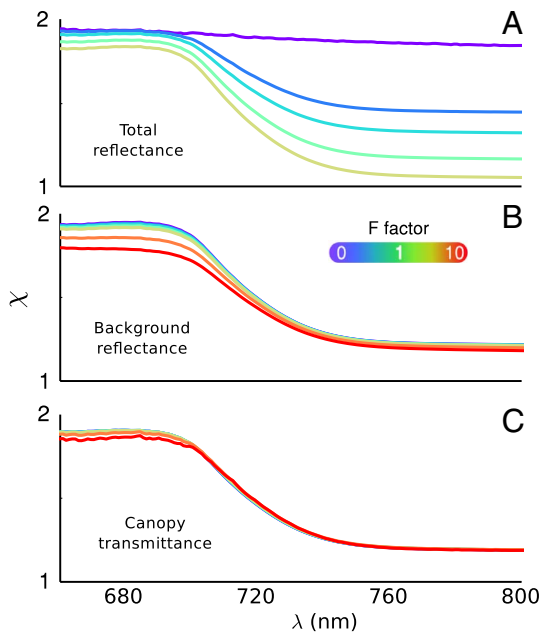 2
A
Total
reflectance
1
2
B
F factor
0 1 10
χ
Background
reflectance
1
2
C
Canopy
transmittance
1
680 720 760 800
λ (nm)